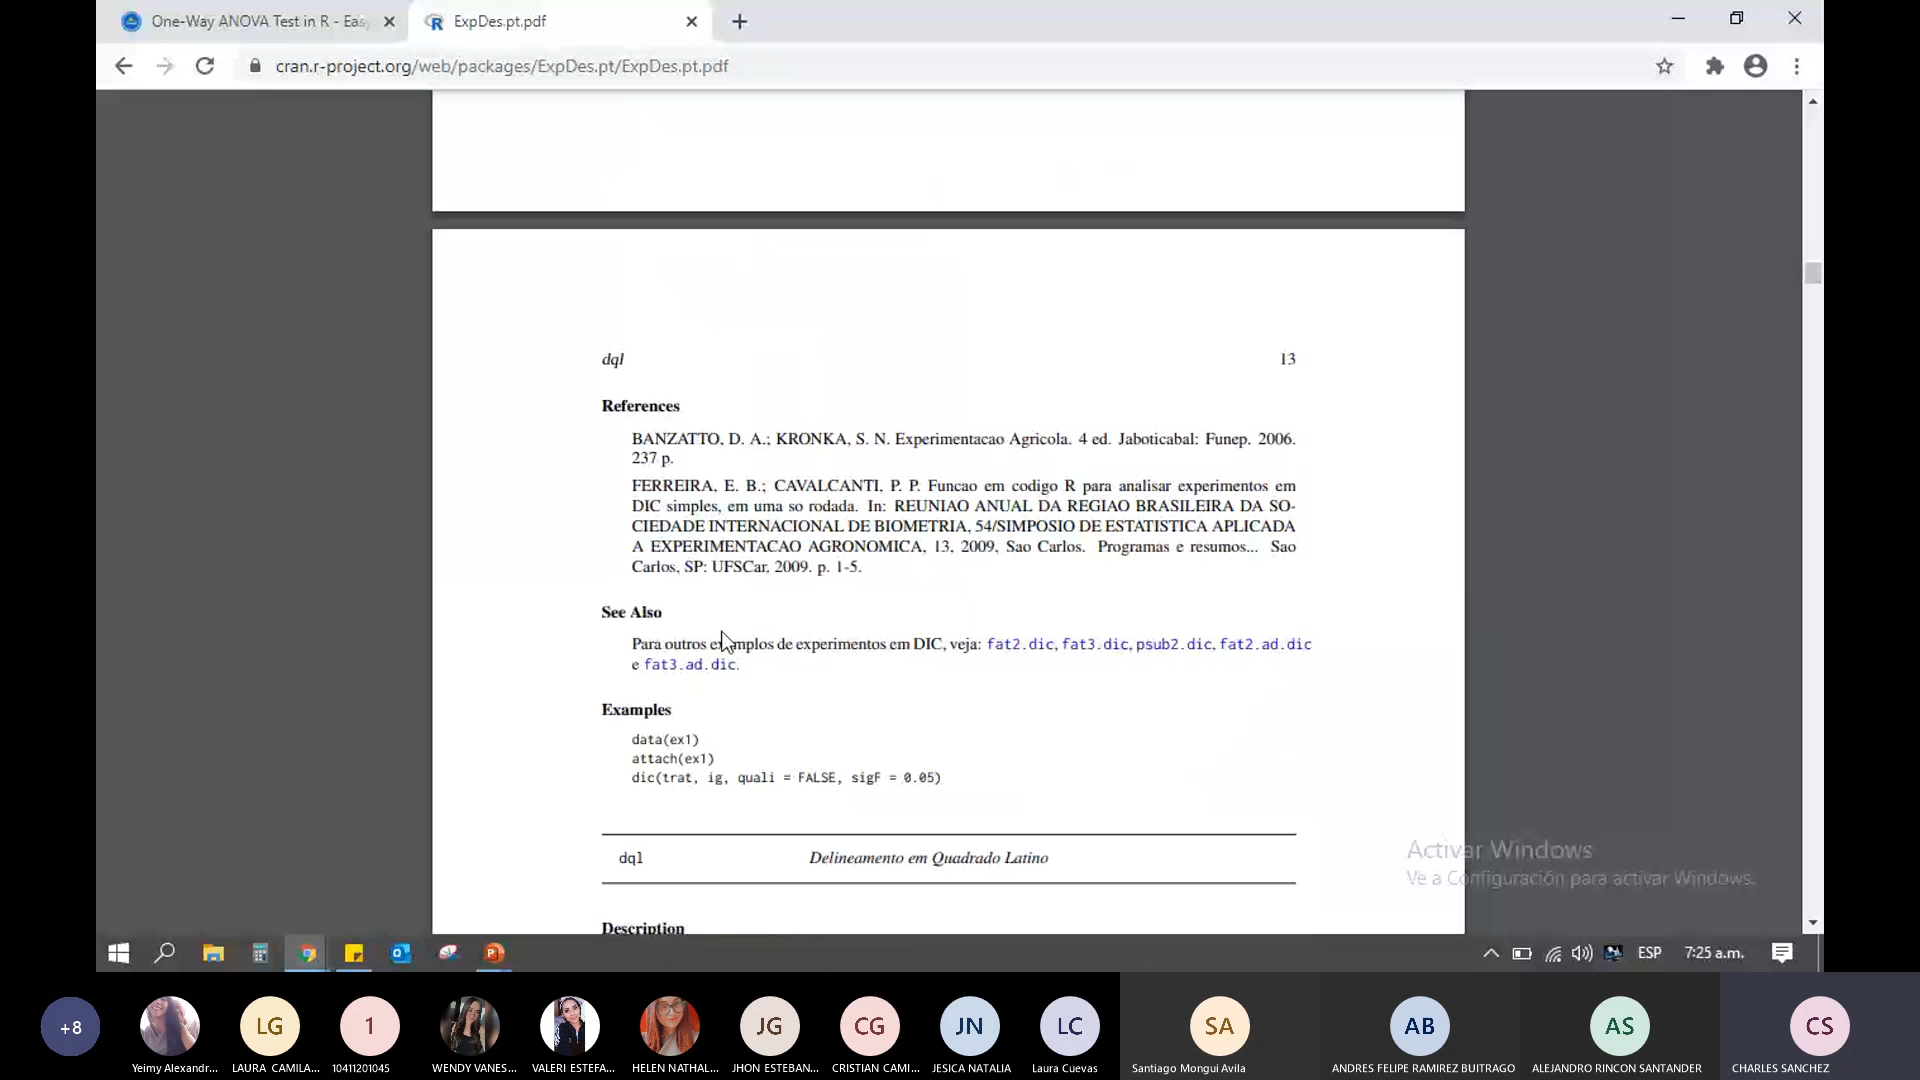 One-Way ANOVA Test in R - Eas
ExpDes.pt.pdf
cran.r-project.org/web/packages/ExpDes.pt/ExpDes.pt.pdf
dql 13
References
BANZATTO, D. A.; KRONKA, S. N. Experimentacao Agricola. 4 ed. Jaboticabal: Funep. 2006.
237 p.
FERREIRA, E. B.; CAVALCANTI, P. P. Funcao em codigo R para analisar experimentos em
DIC simples, em uma so rodada. In: REUNIAO ANUAL DA REGIAO BRASILEIRA DA SO-
CIEDADE INTERNACIONAL DE BIOMETRIA, 54/SIMPOSIO DE ESTATISTICA APLICADA
A EXPERIMENTACAO AGRONOMICA, 13, 2009, Sao Carlos. Programas e resumos... Sao
Carlos, SP: UFSCar, 2009. p. 1-5.
See Also
Para outros exemplos de experimentos em DIC, veja: fat2.dic, fat3.dic, psub2.dic, fat2.ad.dic
e fat3.ad.dic.
Examples
data(ex1)
attach(ex1)
dic(trat, ig, quali = FALSE, sigF = 0.05)
dql Delineamento em Quadrado Latino
Description
Activar Windows
Ve a Configuración para activar Windows.
ESP 7:25 a.m.
+8 LG 1 JG CG JN LC SA AB AS CS
Yeimy Alexandr... LAURA CAMILA... 10411201045 WENDY VANES... VALERI ESTEFA... HELEN NATHAL... JHON ESTEBAN... CRISTIAN CAMI... JESICA NATALIA Laura Cuevas Santiago Mongui Avila ANDRES FELIPE RAMIREZ BUITRAGO ALEJANDRO RINCON SANTANDER CHARLES SANCHEZ